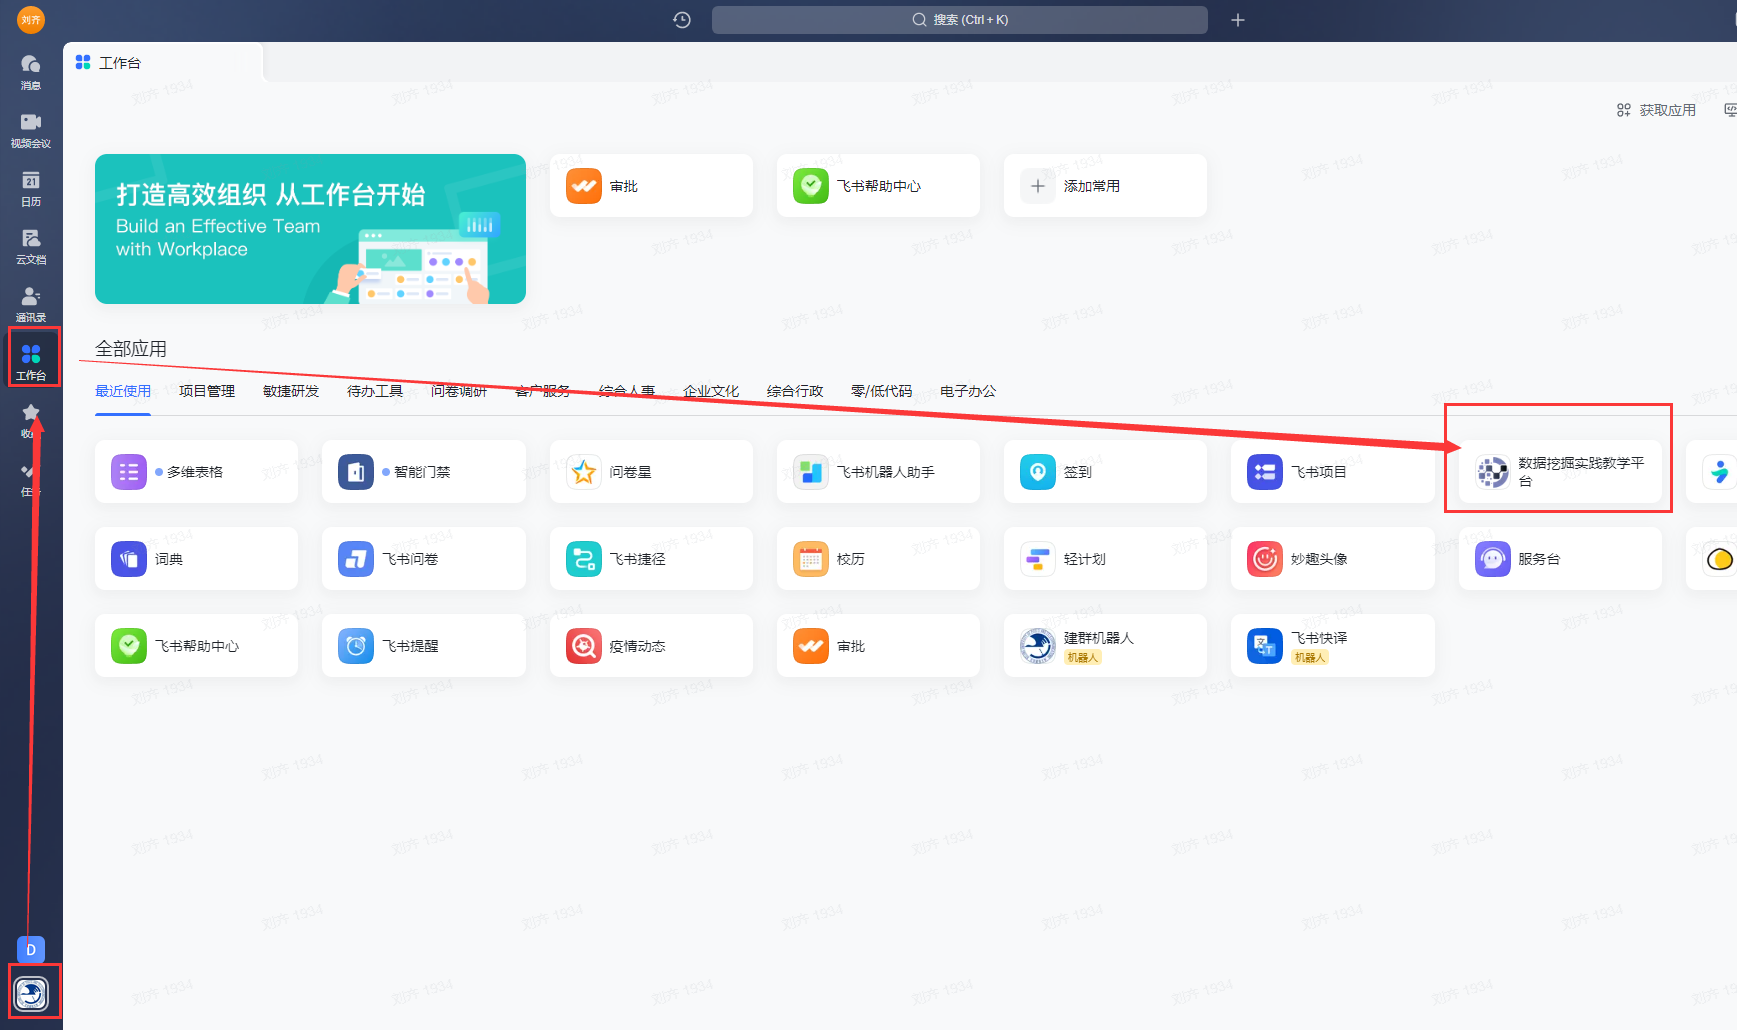 刘齐
搜索 (Ctrl + K)
消息
视频会议
21
日历
云文档
通讯录
工作台
任
D
工作台
获取应用
打造高效组织 从工作台开始
Build an Effective Team
with Workplace
审批
飞书帮助中心
添加常用
全部应用
最近使用
项目管理
敏捷研发
待办工具
问卷调研
客户服务
综合人事
企业文化
综合行政
零/低代码
电子办公
多维表格
智能门禁
问卷星
飞书机器人助手
签到
飞书项目
数据挖掘实践教学平
台
词典
飞书问卷
飞书捷径
校历
轻计划
妙趣头像
服务台
飞书帮助中心
飞书提醒
疫情动态
审批
建群机器人
机器人
飞书快译
机器人
刘齐 1934